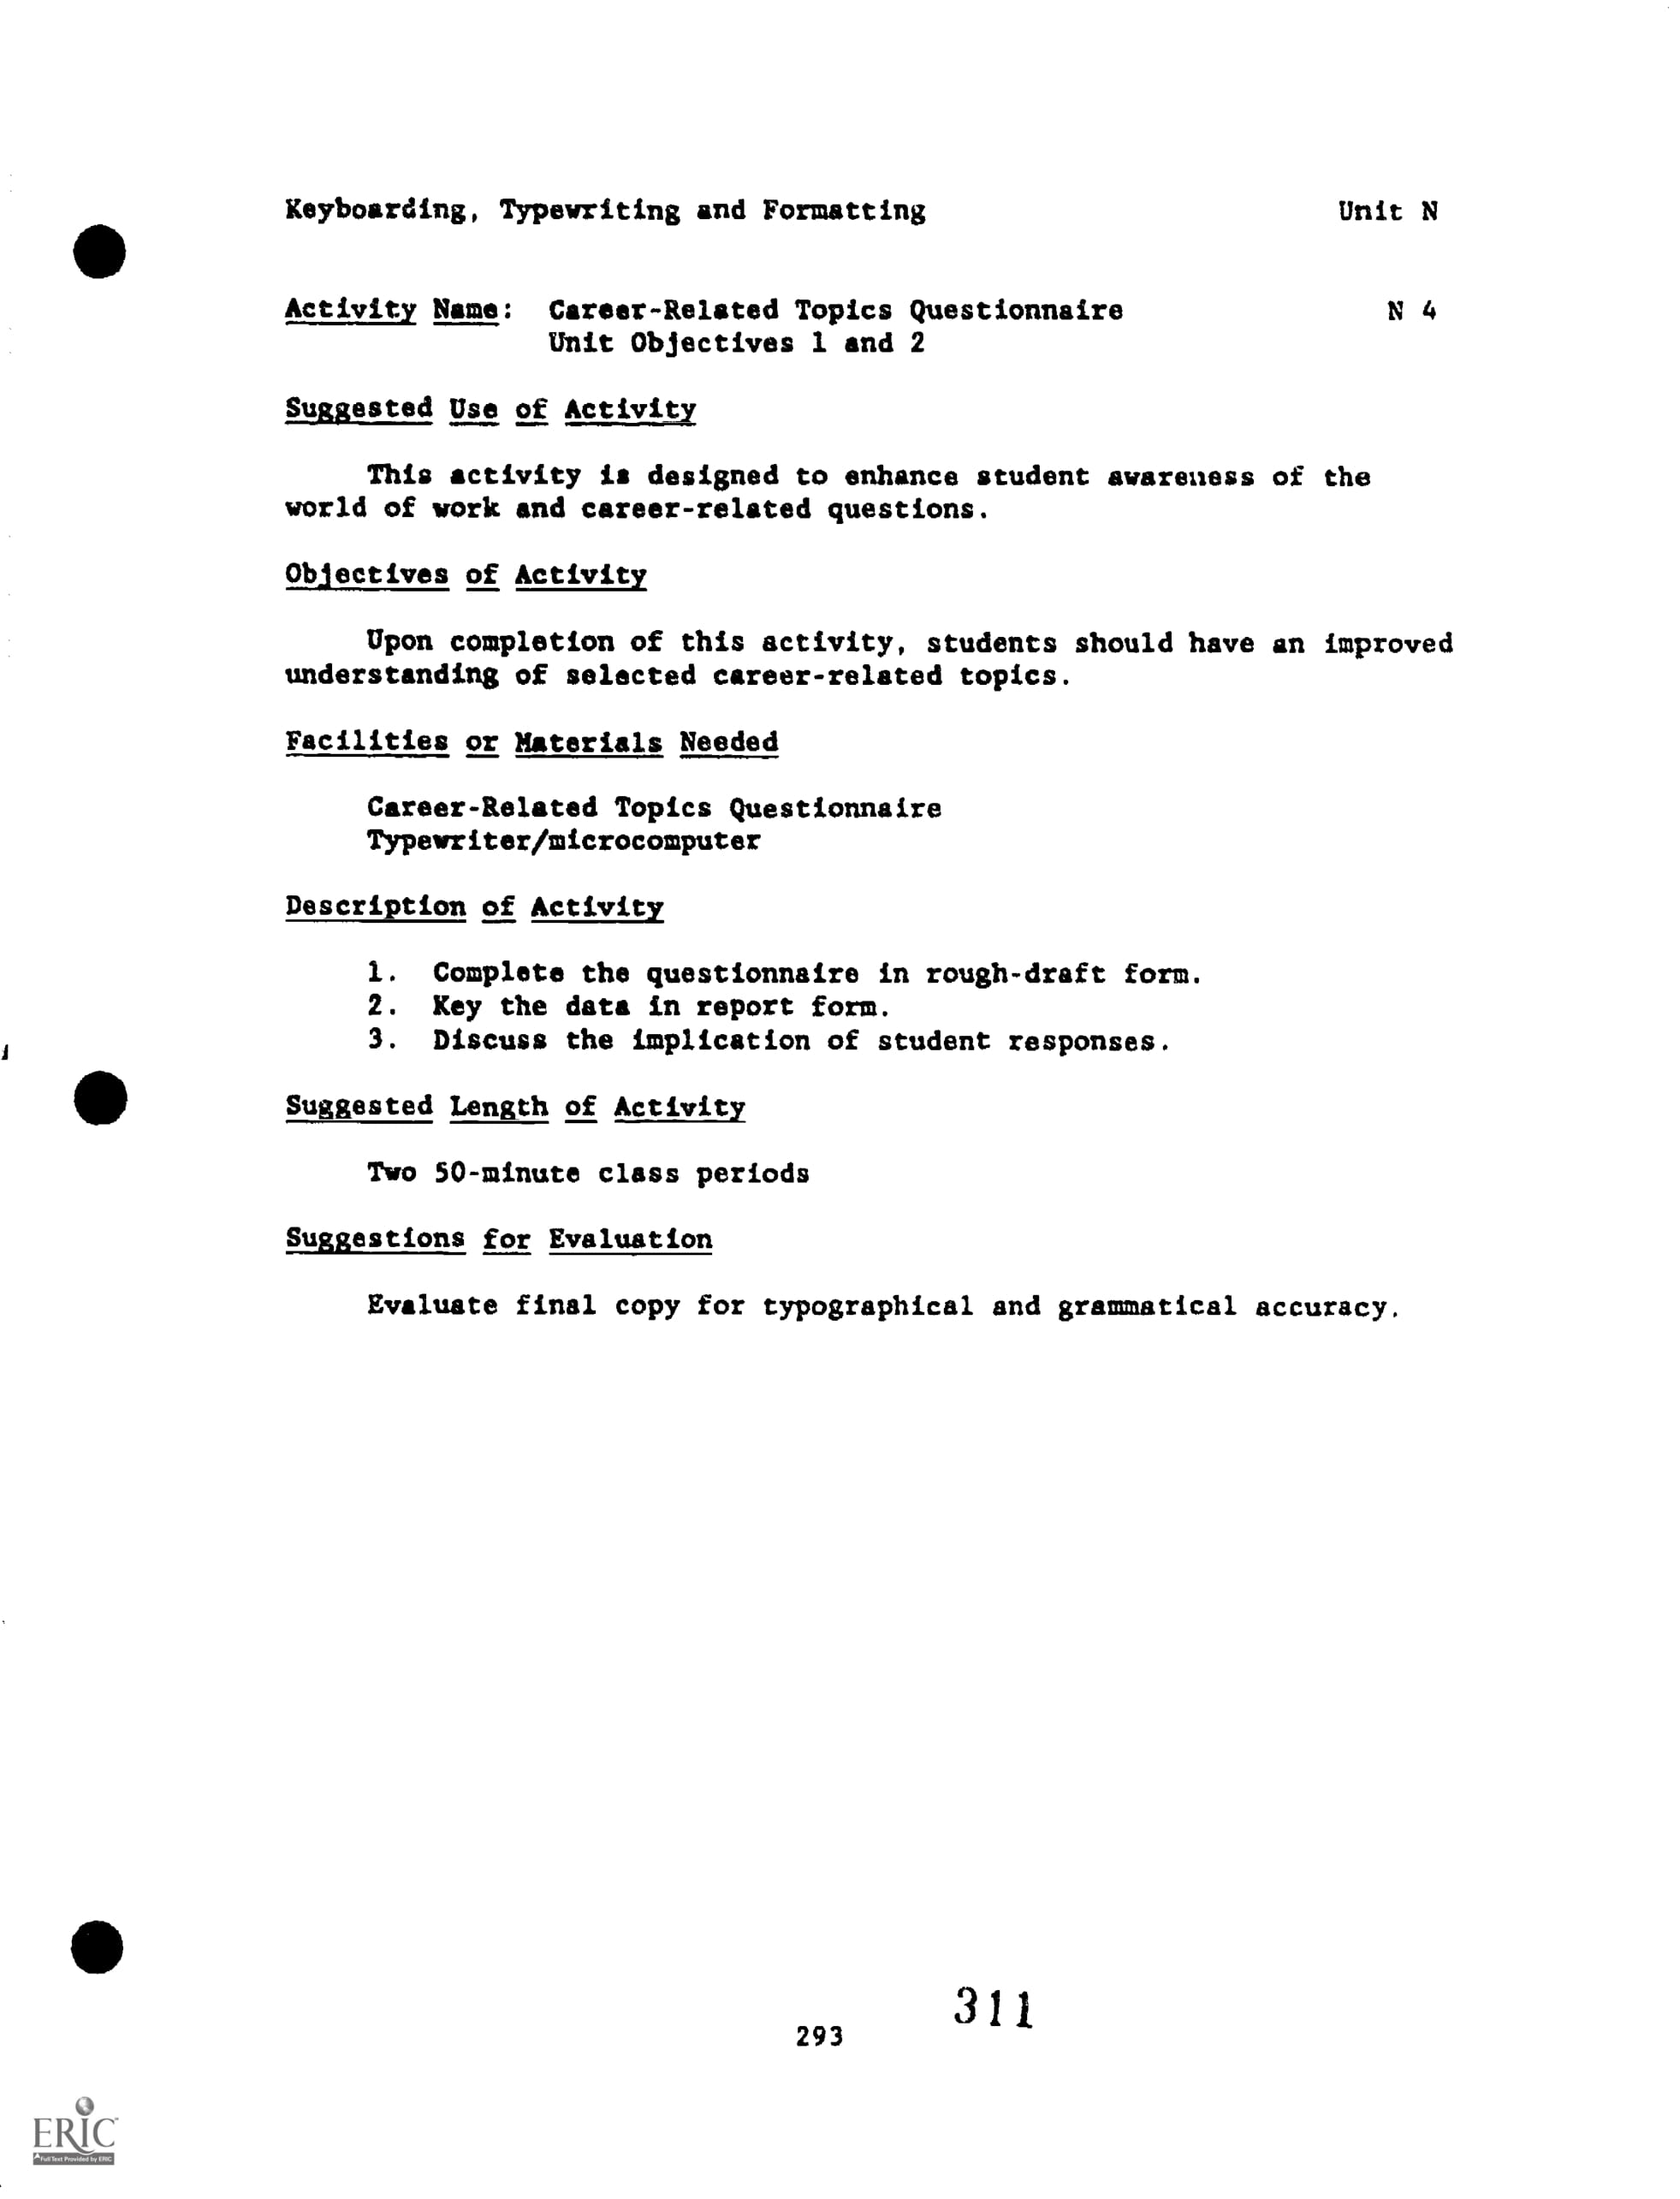 Keyboarding, Typewriting and Formatting Unit N
Activity Name: Career-Related Topics Questionnaire N 4
Unit Objectives 1 and 2
Suggested Use of Activity
This activity is designed to enhance student awareness of the
world of work and career-related questions.
Objectives of Activity
Upon completion of this activity, students should have an improved
understanding of selected career-related topics.
Facilities or Materials Needed
Career-Related Topics Questionnaire
Typewriter/microcomputer
Description of Activity
1. Complete the questionnaire in rough-draft form.
2. Key the data in report form.
3. Discuss the implication of student responses.
Suggested Length of Activity
Two 50-minute class periods
Suggestions for Evaluation
Evaluate final copy for typographical and grammatical accuracy.
311
293
ERIC
Full Text Provided by ERIC